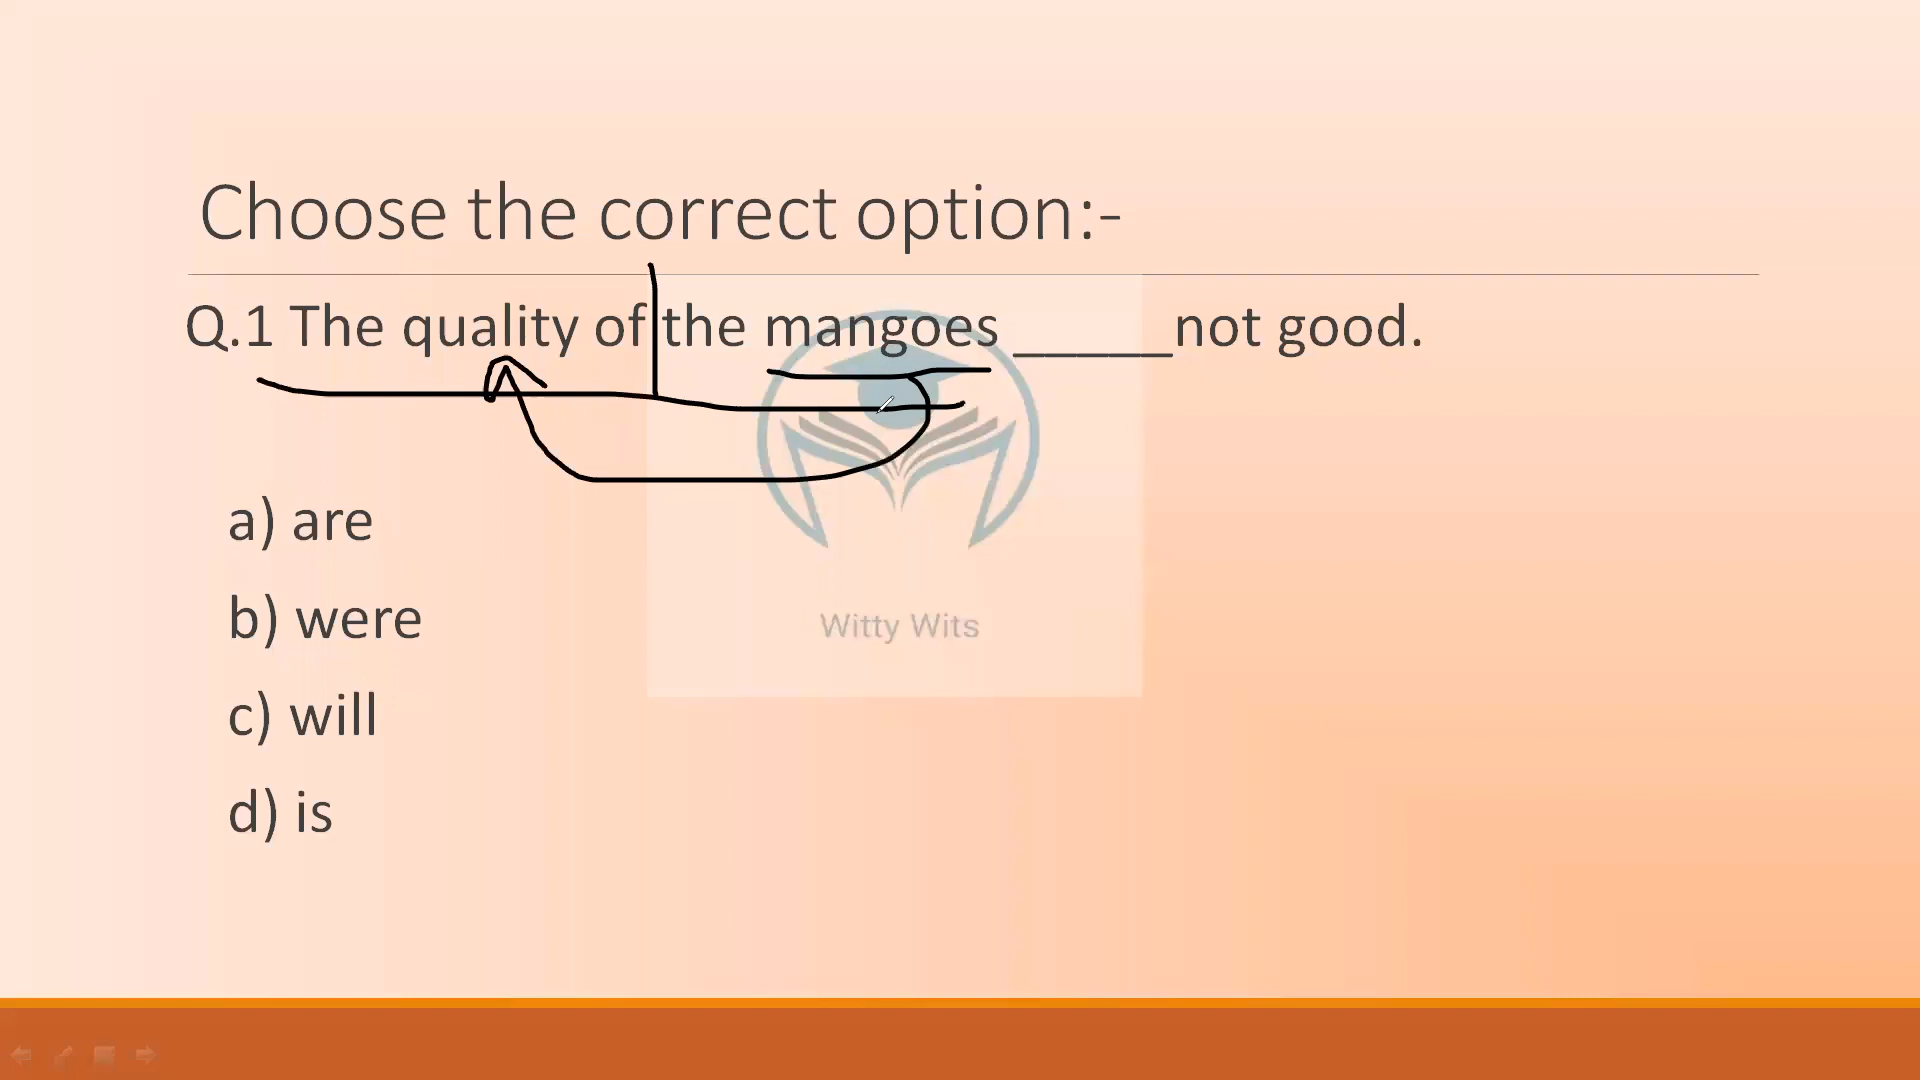 Choose the correct option:-
Q.1 The quality of the mangoes _____not good.
a) are
b) were
c) will
d) is
Witty Wits